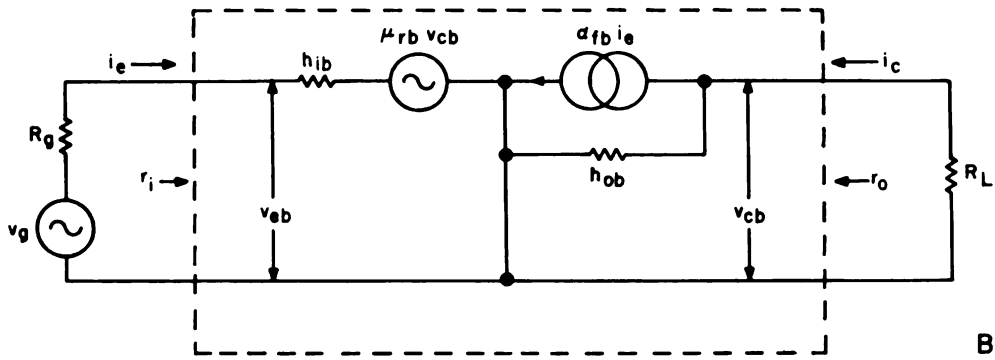 μrb vcb
αfb ie
ie
hib
ic
Rg
ri
hob
ro
RL
veb
vcb
vg
B